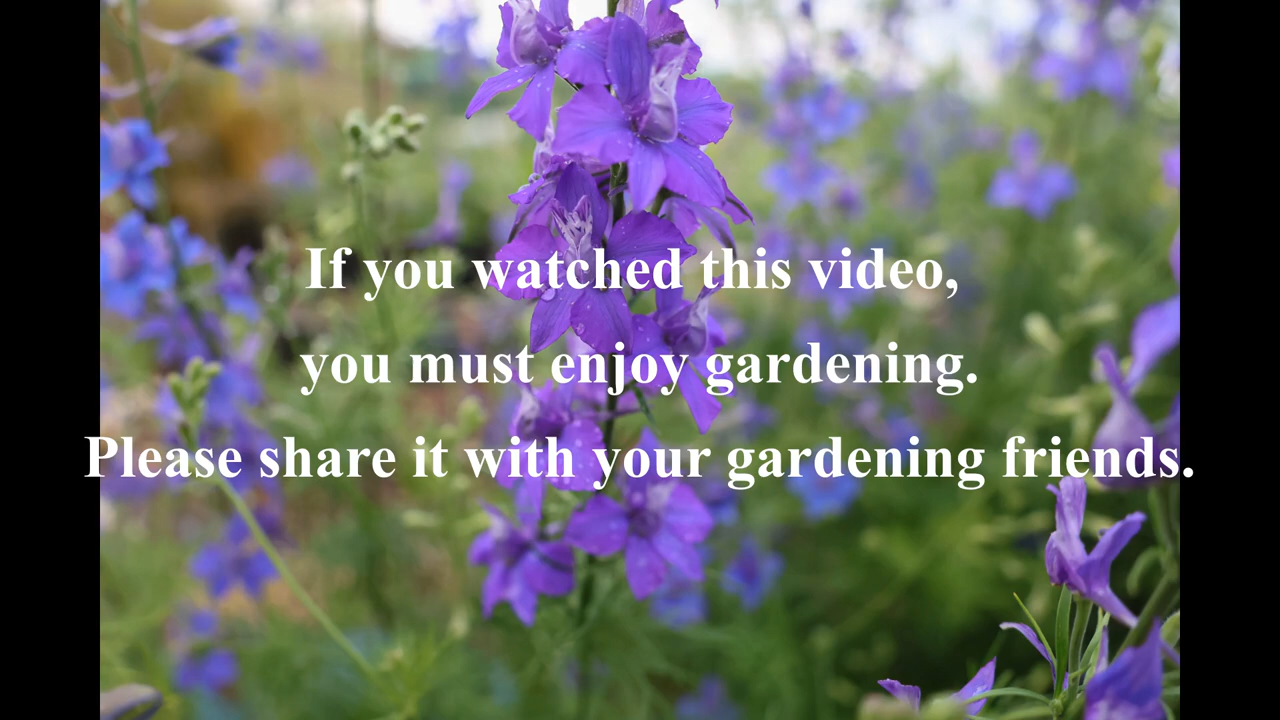 If you watched this video,
you must enjoy gardening.
Please share it with your gardening friends.